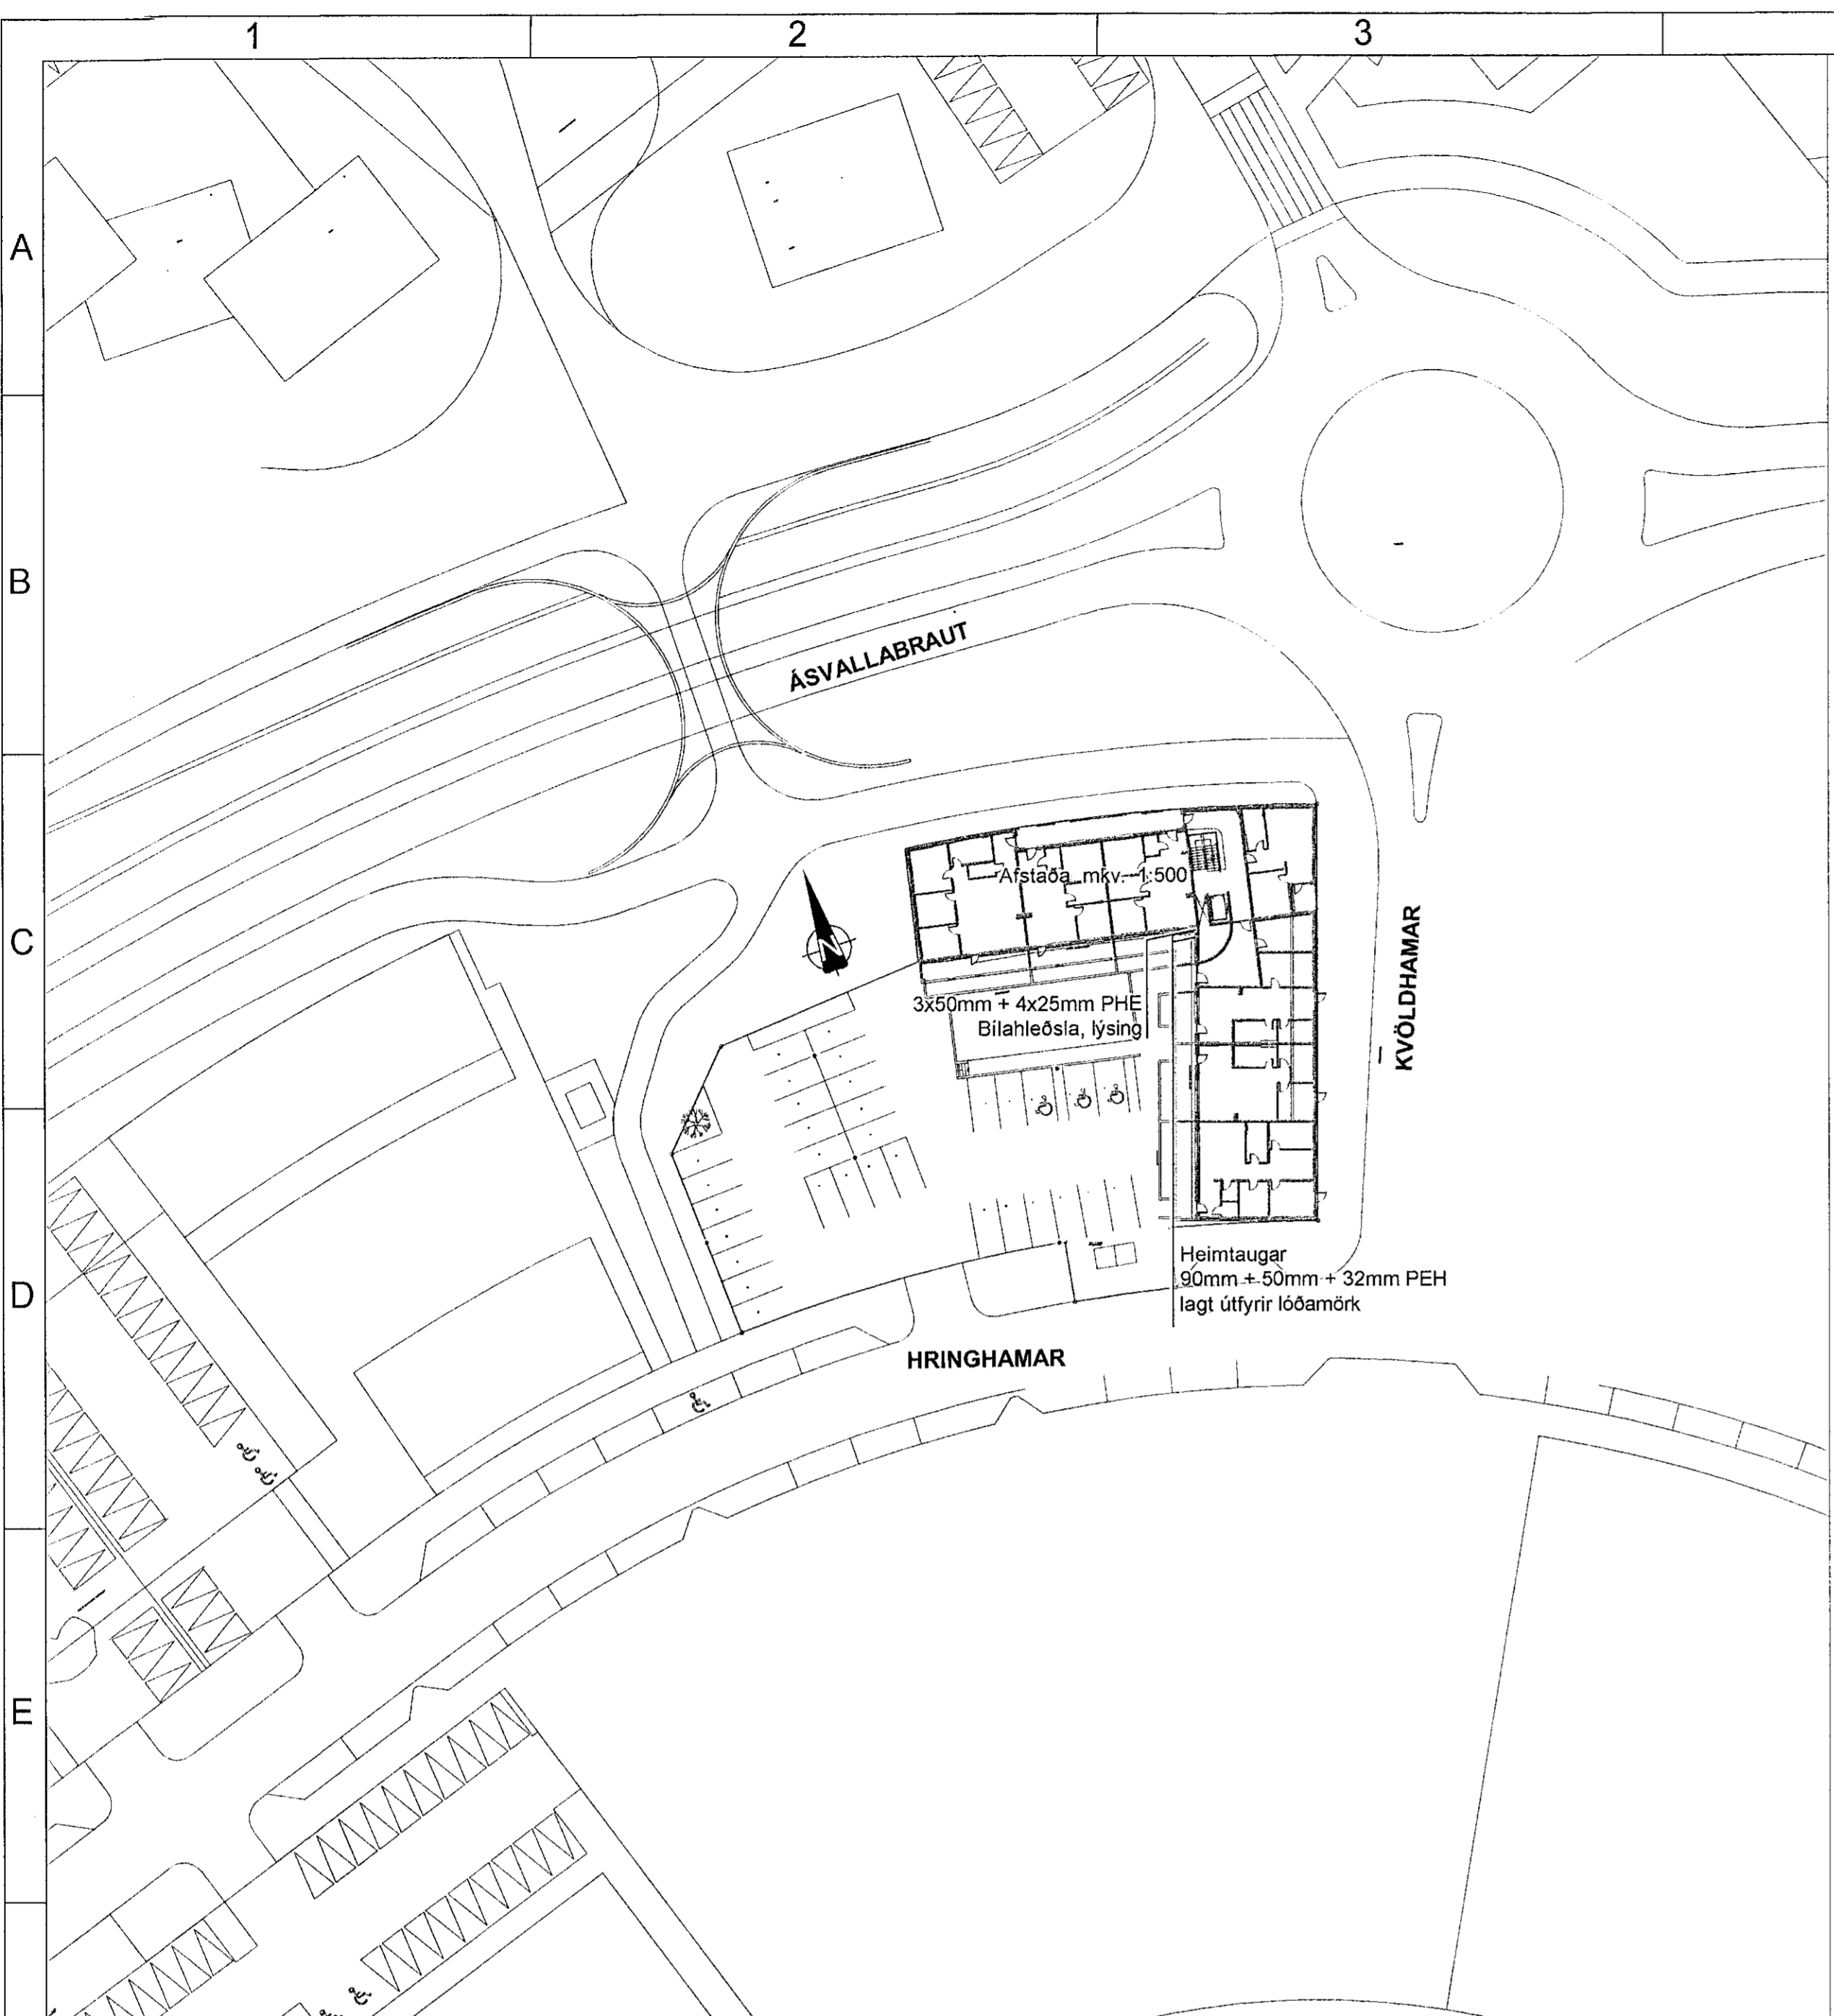 1
2
3
A
B
ÁSVALLABRAUT
Afstaða mkv. 1:500
C
N
KVÖLDHAMAR
3x50mm + 4x25mm PHE
Bílahleðsla, lýsing
Heimtaugar
90mm + 50mm + 32mm PEH
lagt útfyrir lóðamörk
D
HRINGHAMAR
E